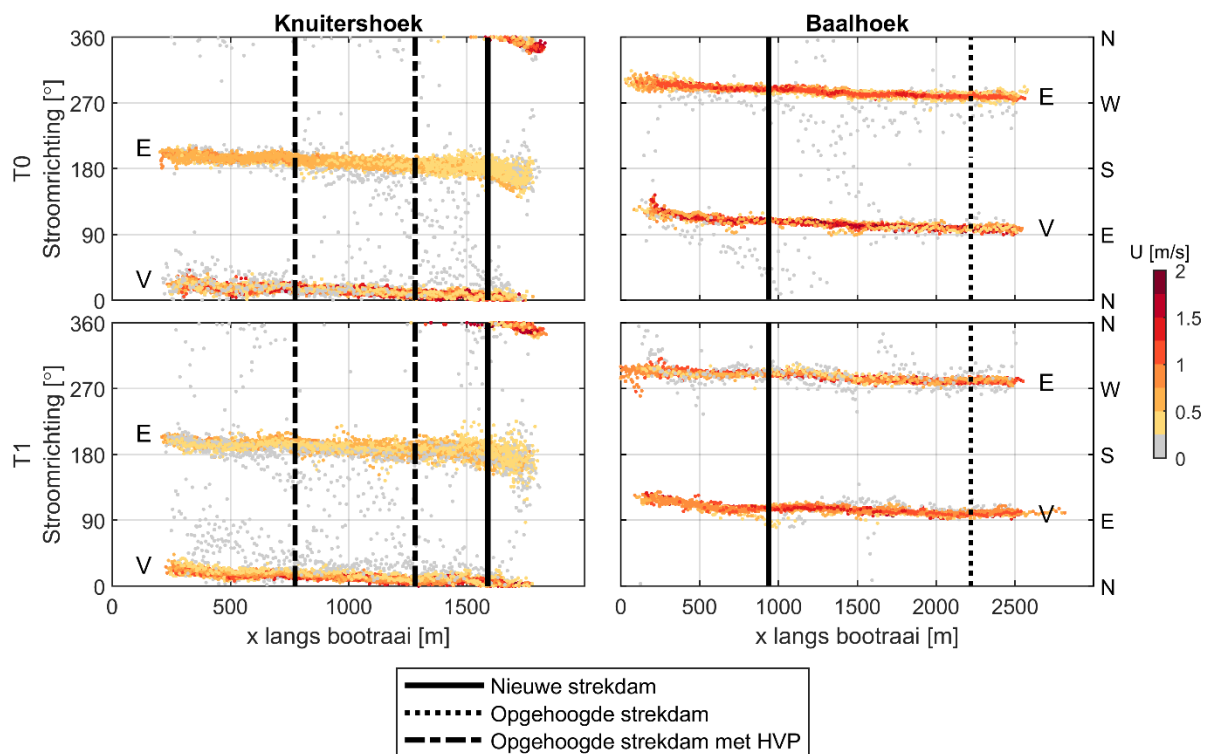 Knuitershoek
Baalhoek
T0
Stroomrichting [°]
360
270
180
90
0
E
V
E
V
N
W
S
E
N
T1
Stroomrichting [°]
360
270
180
90
0
E
V
E
V
N
W
S
E
N
0 500 1000 1500
0 500 1000 1500 2000 2500
x langs bootraai [m]
x langs bootraai [m]
U [m/s]
2
1.5
1
0.5
0
Nieuwe strekdam
Opgehoogde strekdam
Opgehoogde strekdam met HVP